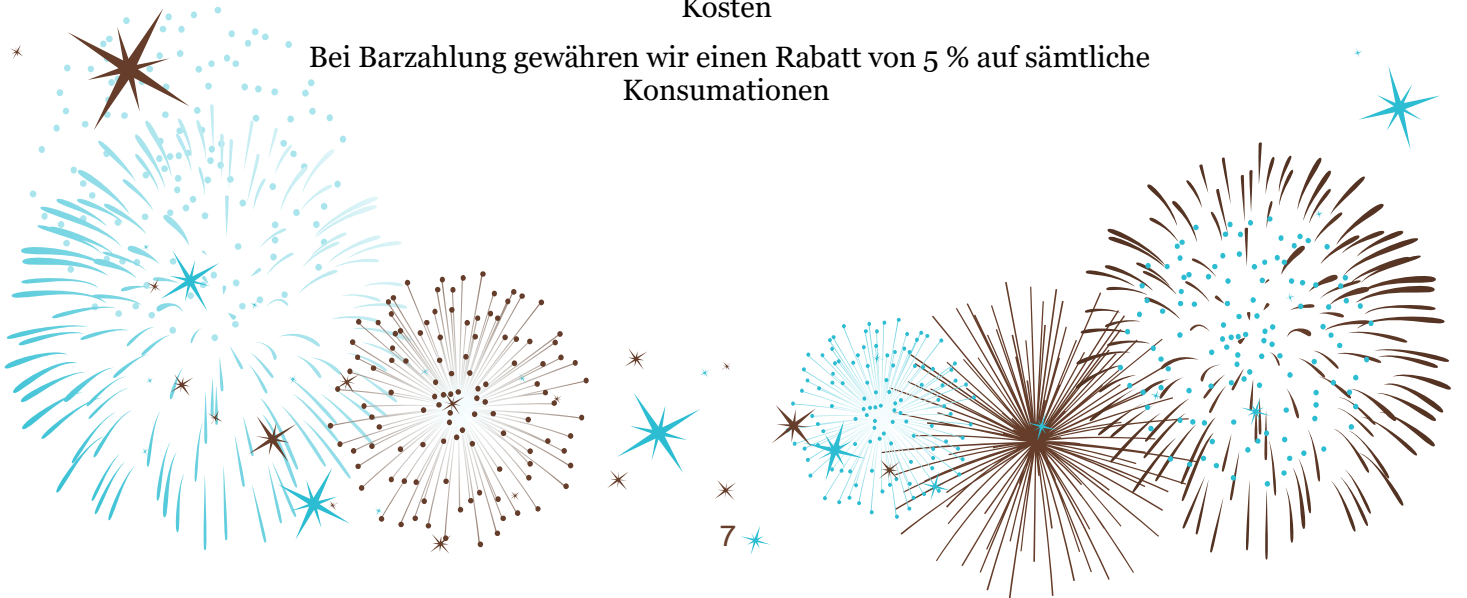 Kosten
Bei Barzahlung gewähren wir einen Rabatt von 5 % auf sämtliche
Konsumationen
7